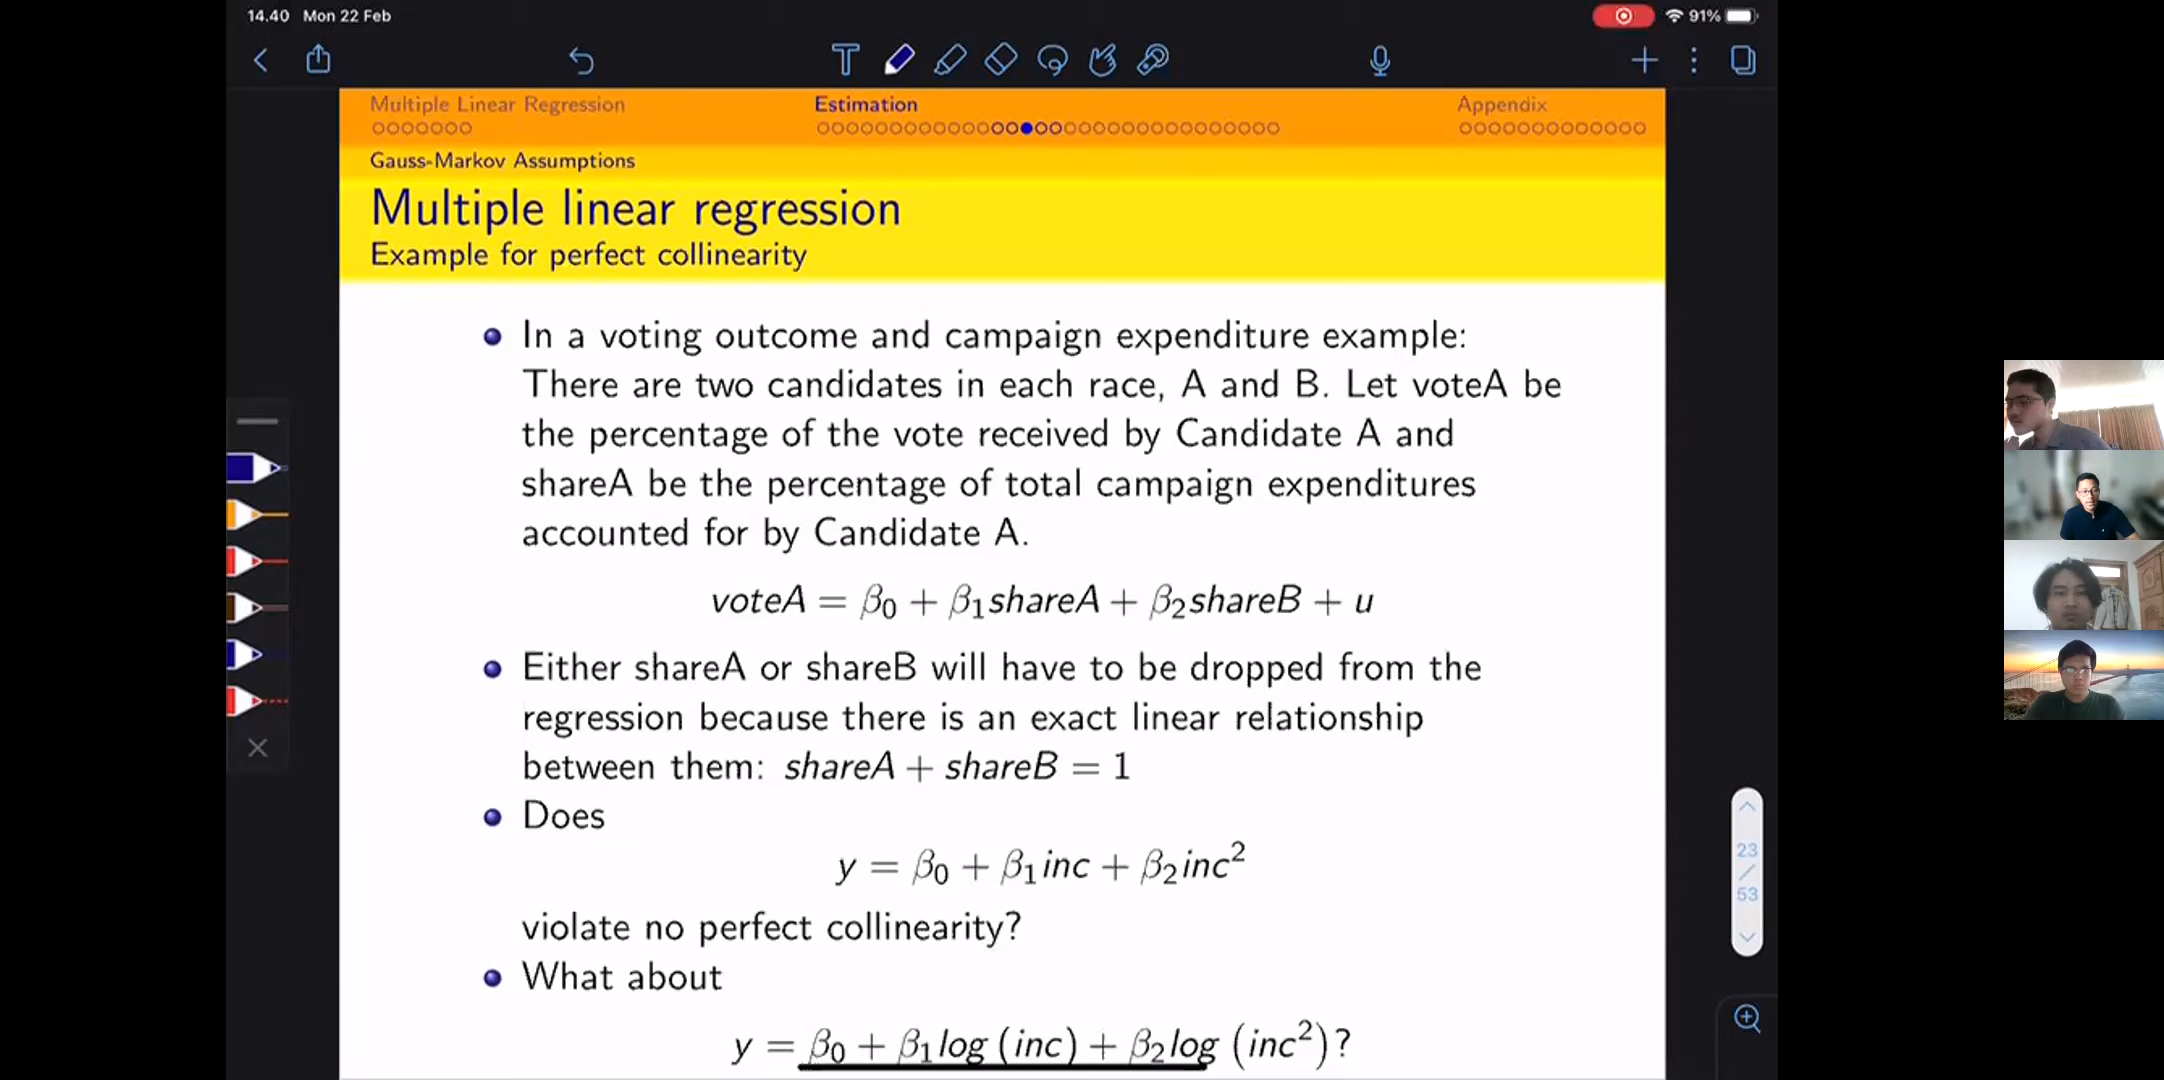 14.40 Mon 22 Feb
91%
Multiple Linear Regression
Estimation
Appendix
Gauss-Markov Assumptions
Multiple linear regression
Example for perfect collinearity
In a voting outcome and campaign expenditure example:
There are two candidates in each race, A and B. Let voteA be
the percentage of the vote received by Candidate A and
shareA be the percentage of total campaign expenditures
accounted for by Candidate A.
voteA = β₀ + β₁shareA + β₂shareB + u
Either shareA or shareB will have to be dropped from the
regression because there is an exact linear relationship
between them: shareA + shareB = 1
Does
y = β₀ + β₁inc + β₂inc²
violate no perfect collinearity?
What about
y = β₀ + β₁log (inc) + β₂log (inc²)?
23
/
53